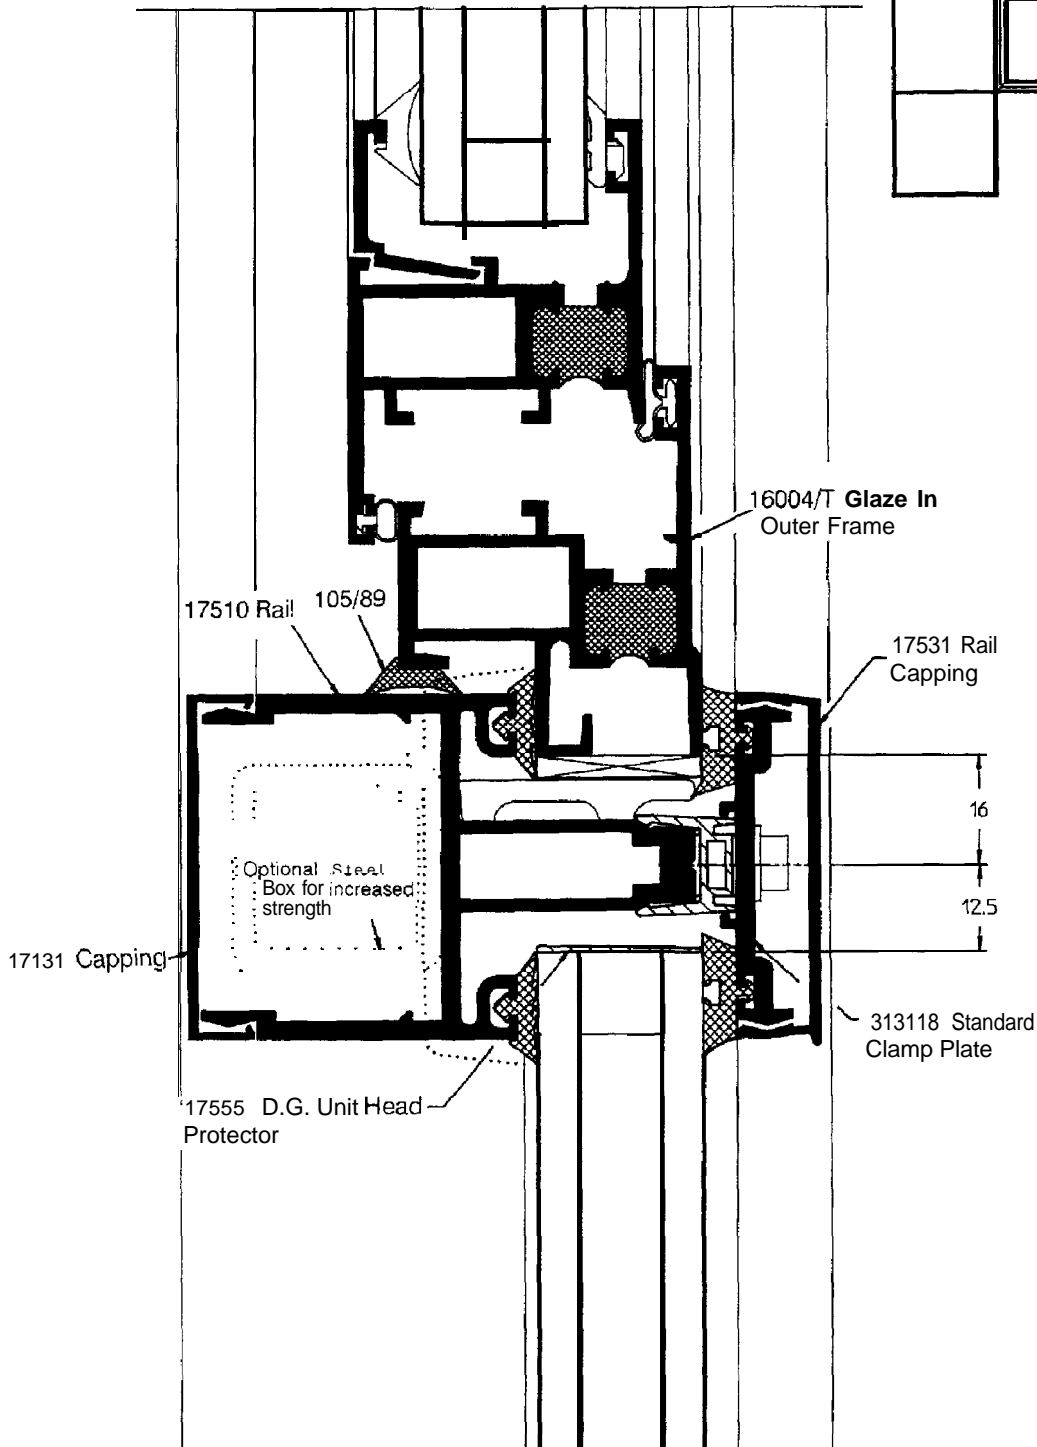 16004/T Glaze In
Outer Frame
17510 Rail
105/89
17531 Rail
Capping
16
Optional Steel
Box for increased
strength
12.5
17131 Capping
313118 Standard
Clamp Plate
17555 D.G. Unit Head
Protector